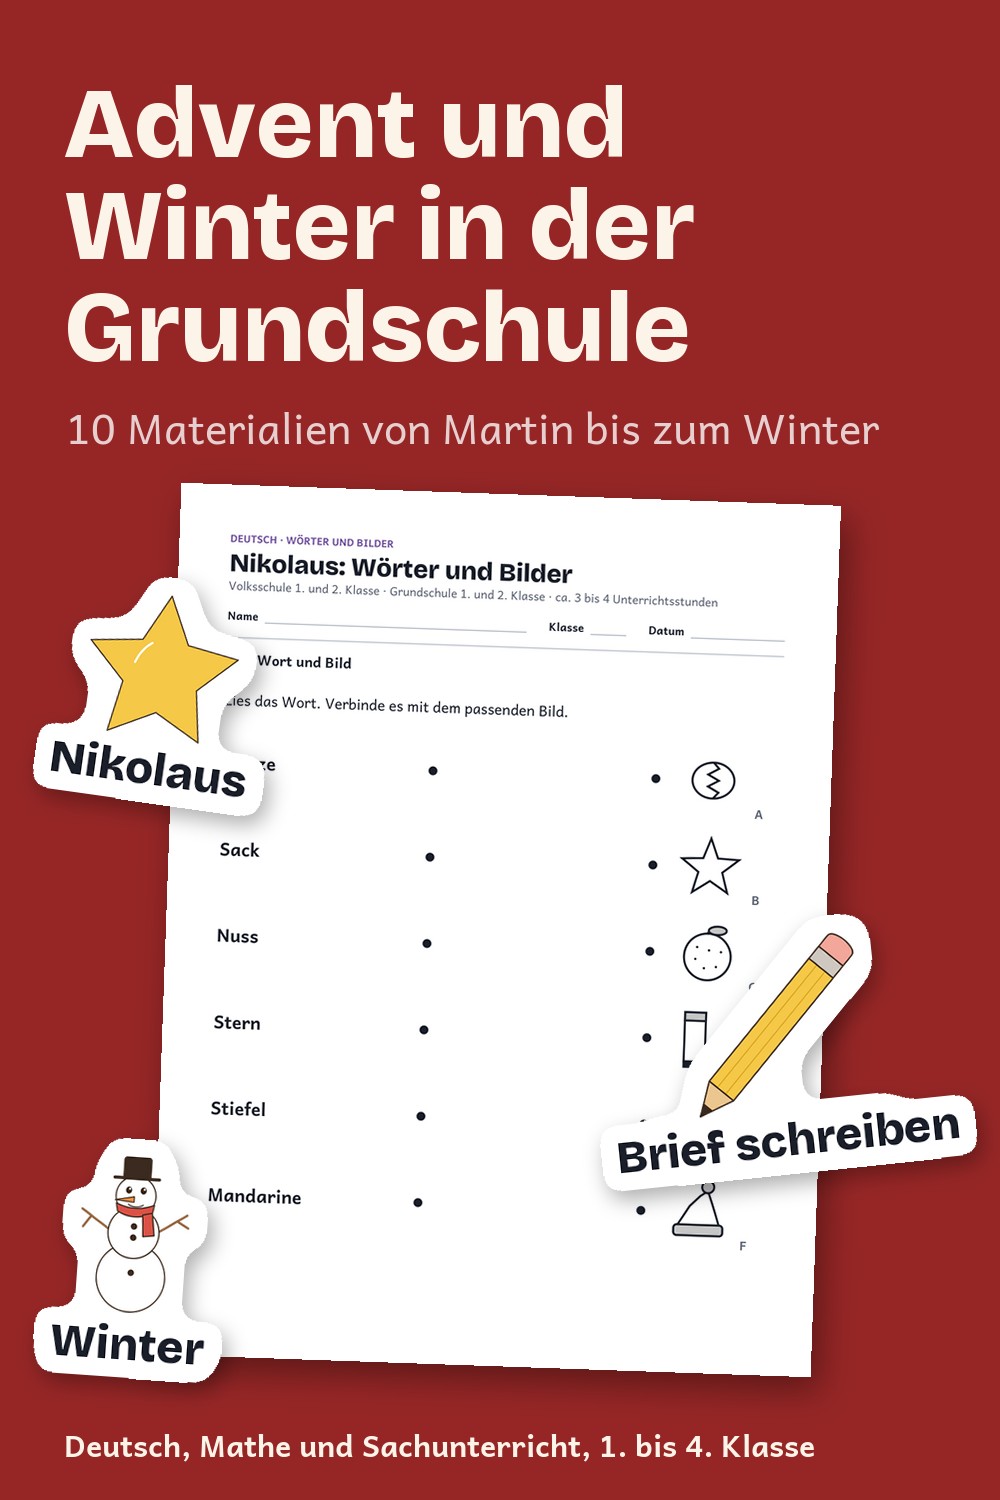 Advent und
Winter in der
Grundschule
10 Materialien von Martin bis zum Winter
DEUTSCH · WÖRTER UND BILDER
Nikolaus: Wörter und Bilder
Volksschule 1. und 2. Klasse · Grundschule 1. und 2. Klasse · ca. 3 bis 4 Unterrichtsstunden
Name Klasse Datum
Wort und Bild
das Wort. Verbinde es mit dem passenden Bild.
Nikolaus
A
Sack
B
Nuss
Stern
Stiefel
Brief schreiben
Mandarine
F
Winter
Deutsch, Mathe und Sachunterricht, 1. bis 4. Klasse